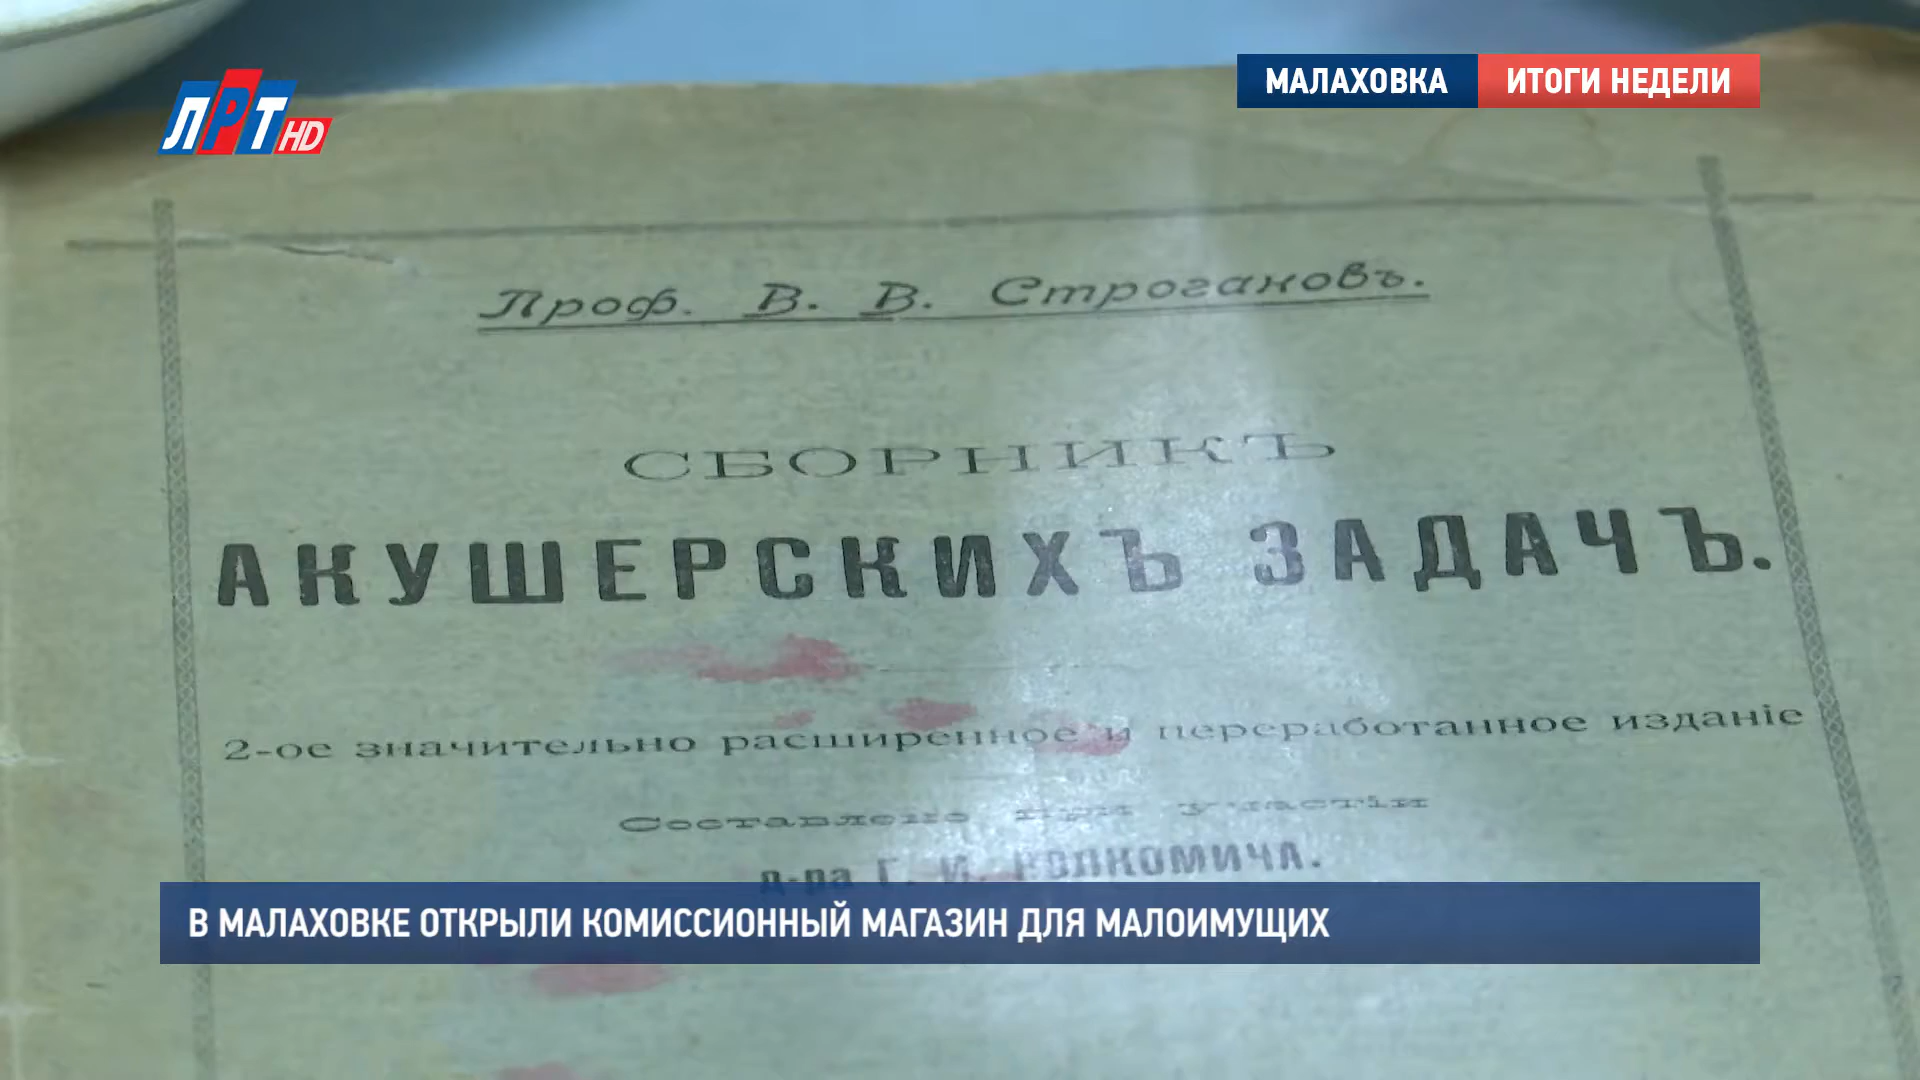 ЛРТ HD
МАЛАХОВКА ИТОГИ НЕДЕЛИ
Проф. В. В. Строгановъ.
СБОРНИКЪ
АКУШЕРСКИХЪ ЗАДАЧЪ.
2-ое значительно расширенное и переработанное изданіе
Составлено при участіи
д-ра Г. И.
В МАЛАХОВКЕ ОТКРЫЛИ КОМИССИОННЫЙ МАГАЗИН ДЛЯ МАЛОИМУЩИХ